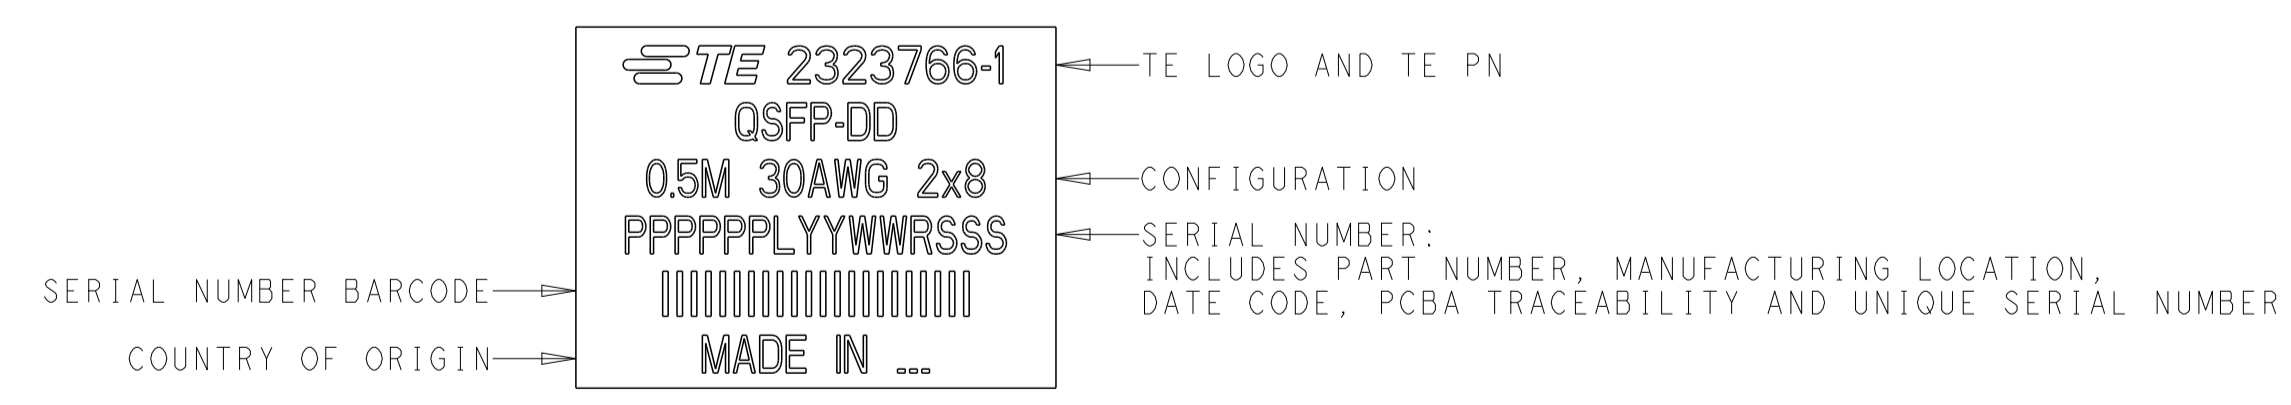 TE 2323766-1
TE LOGO AND TE PN
QSFP-DD
0.5M 30AWG 2x8
CONFIGURATION
PPPPPPPLYYWWRSSS
SERIAL NUMBER:
INCLUDES PART NUMBER, MANUFACTURING LOCATION,
DATE CODE, PCBA TRACEABILITY AND UNIQUE SERIAL NUMBER
SERIAL NUMBER BARCODE
COUNTRY OF ORIGIN
MADE IN ...